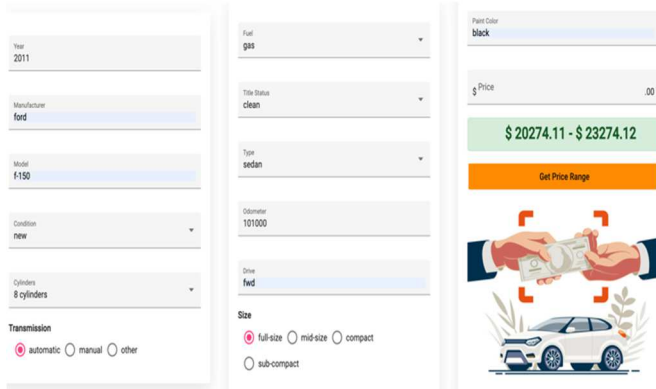 Year
2011
Manufacturer
ford
Model
f-150
Condition
new
Cylinders
8 cylinders
Transmission
automatic manual other
Fuel
gas
Title Status
clean
Type
sedan
Odometer
101000
Drive
fwd
Size
full-size mid-size compact
sub-compact
Paint Color
black
$ Price .00
$ 20274.11 - $ 23274.12
Get Price Range